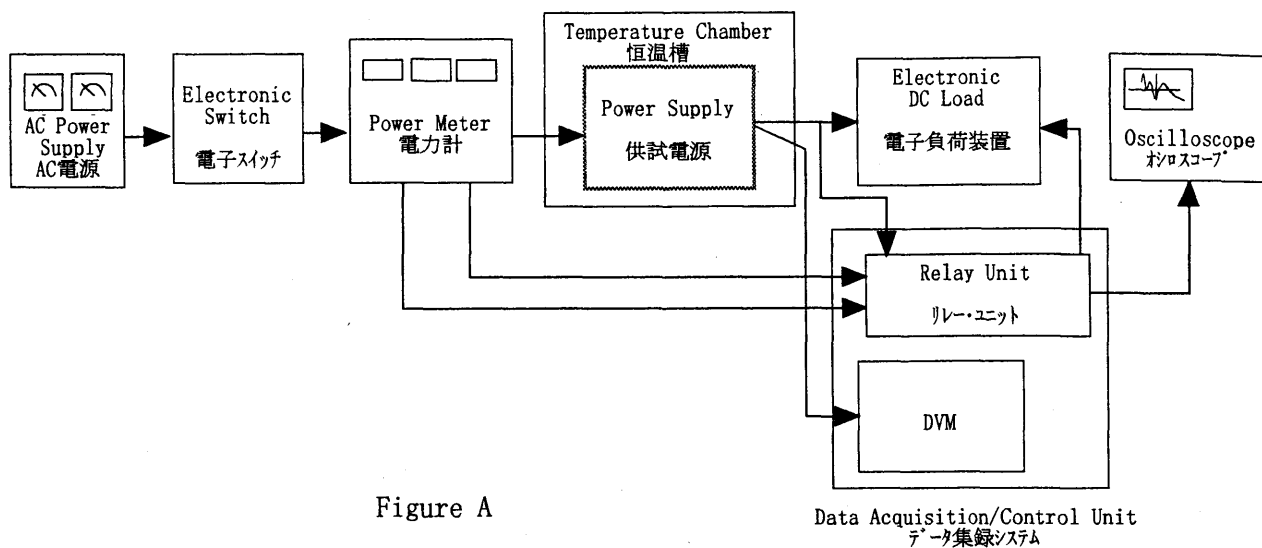 AC Power
Supply
AC電源
Electronic
Switch
電子スイッチ
Power Meter
電力計
Temperature Chamber
恒温槽
Power Supply
供試電源
Electronic
DC Load
電子負荷装置
Oscilloscope
オシロスコープ
Relay Unit
リレー・ユニット
DVM
Data Acquisition/Control Unit
データ集録システム
Figure A